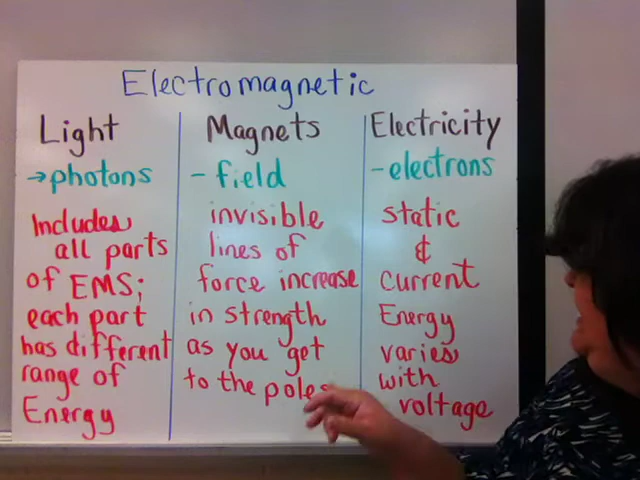 Electromagnetic
Light
→photons
Includes
all parts
of EMS;
each part
has different
range of
Energy
Magnets
- field
invisible
lines of
force increase
in strength
as you get
to the poles
Electricity
- electrons
static
&
current
Energy
varies
with
voltage